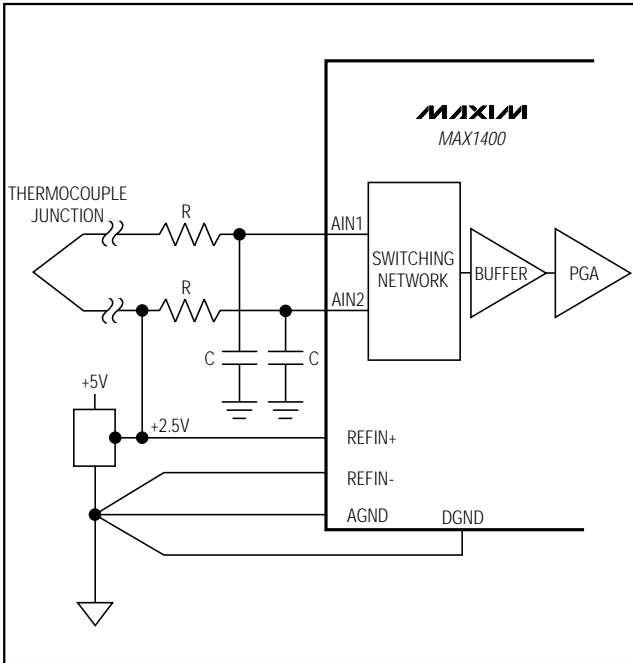 MAXIM
MAX1400
THERMOCOUPLE
JUNCTION
R
AIN1
SWITCHING
NETWORK
BUFFER
PGA
R
AIN2
C
C
+5V
+2.5V
REFIN+
REFIN-
AGND
DGND